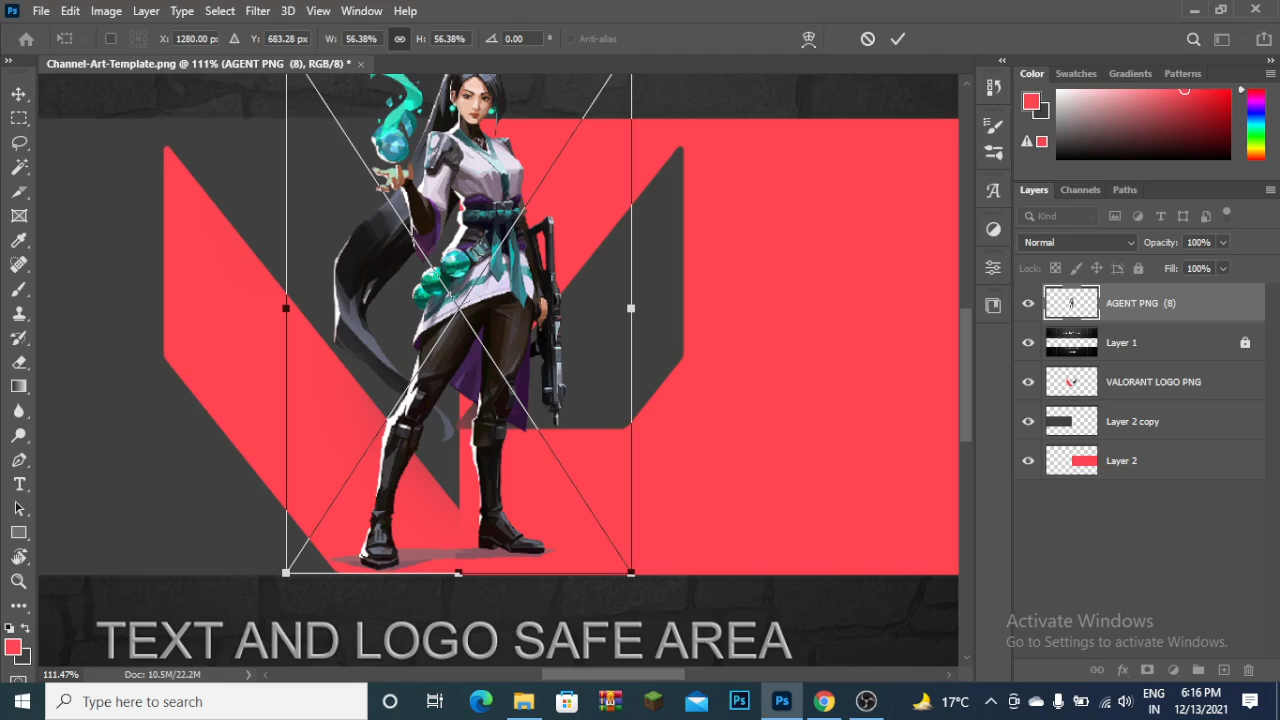 Ps File Edit Image Layer Type Select Filter 3D View Window Help
X: 1280.00 px Y: 683.28 px W: 56.38% H: 56.38% 0.00 ° Anti-alias
Channel-Art-Template.png @ 111% (AGENT PNG  (8), RGB/8) * ×
Color Swatches Gradients Patterns
Layers Channels Paths
Kind
Normal Opacity: 100%
Lock: Fill: 100%
AGENT PNG  (8)
Layer 1
VALORANT LOGO PNG
Layer 2 copy
Layer 2
TEXT AND LOGO SAFE AREA
Activate Windows
Go to Settings to activate Windows.
111.47% Doc: 10.5M/22.2M
Type here to search
Ps Ps
17°C
ENG
IN
6:16 PM
12/13/2021